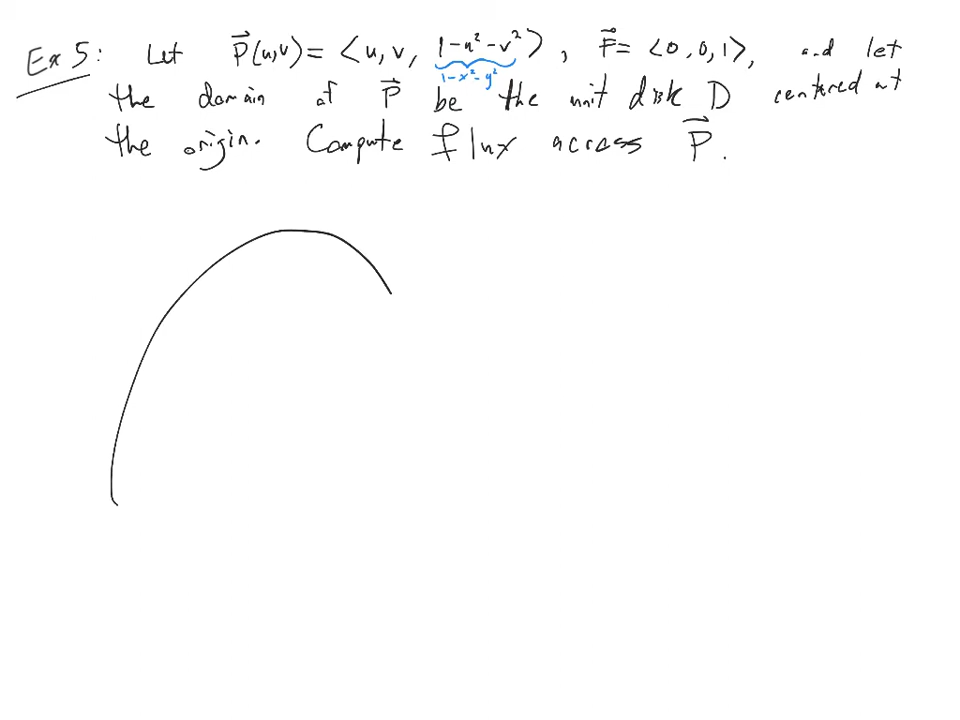 Ex 5: Let P⃗(u,v) = ⟨u, v, 1-u²-v²⟩, F⃗ = ⟨0,0,1⟩, and let
1-x²-y²
the domain of P⃗ be the unit disk D centered at
the origin. Compute flux across P⃗.